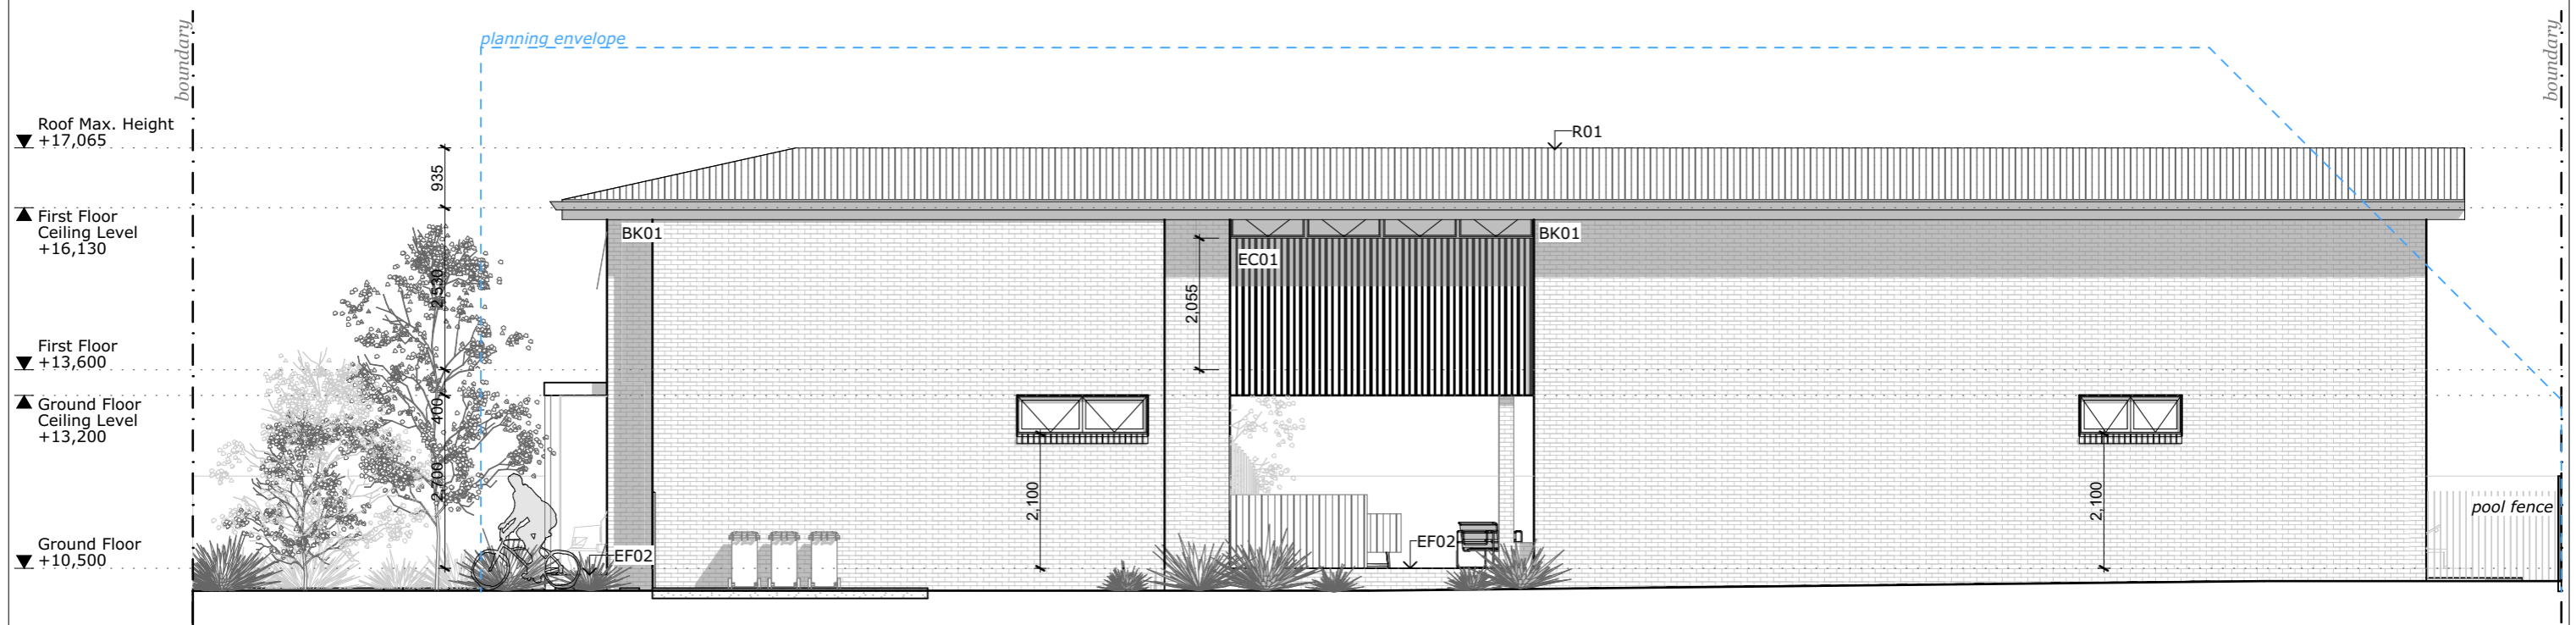 boundary
planning envelope
boundary
Roof Max. Height
+17,065
R01
935
First Floor
Ceiling Level
+16,130
BK01
BK01
EC01
2,530
2,055
First Floor
+13,600
Ground Floor
Ceiling Level
+13,200
400
2,700
2,100
2,100
pool fence
Ground Floor
+10,500
EF02
EF02